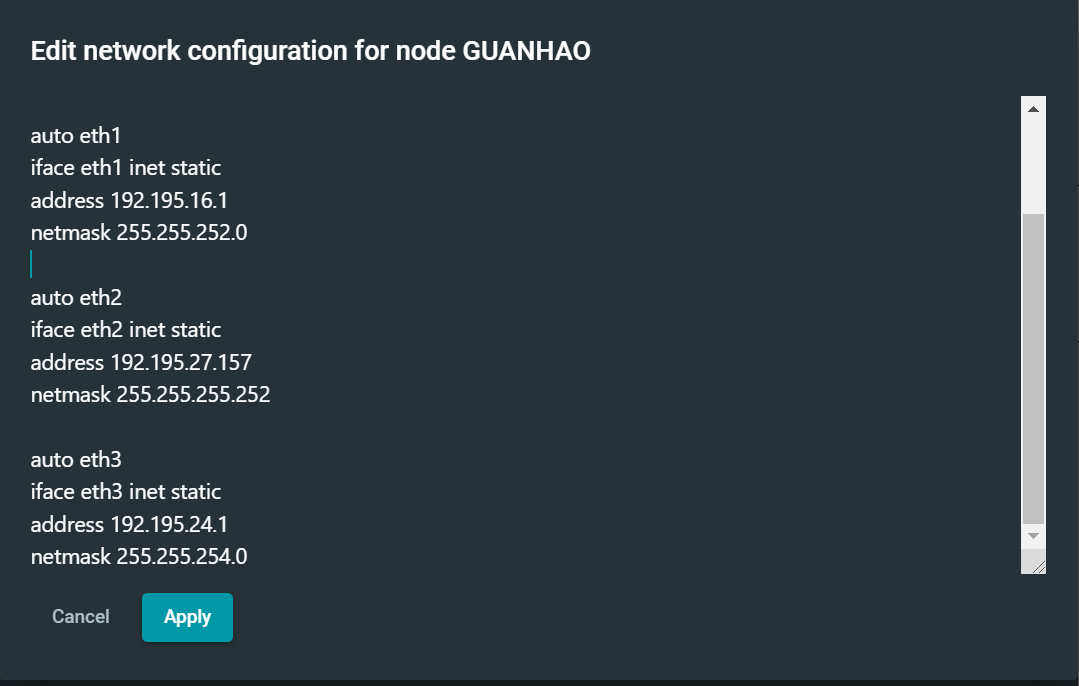 Edit network configuration for node GUANHAO
auto eth1
iface eth1 inet static
address 192.195.16.1
netmask 255.255.252.0
auto eth2
iface eth2 inet static
address 192.195.27.157
netmask 255.255.255.252
auto eth3
iface eth3 inet static
address 192.195.24.1
netmask 255.255.254.0
Cancel
Apply